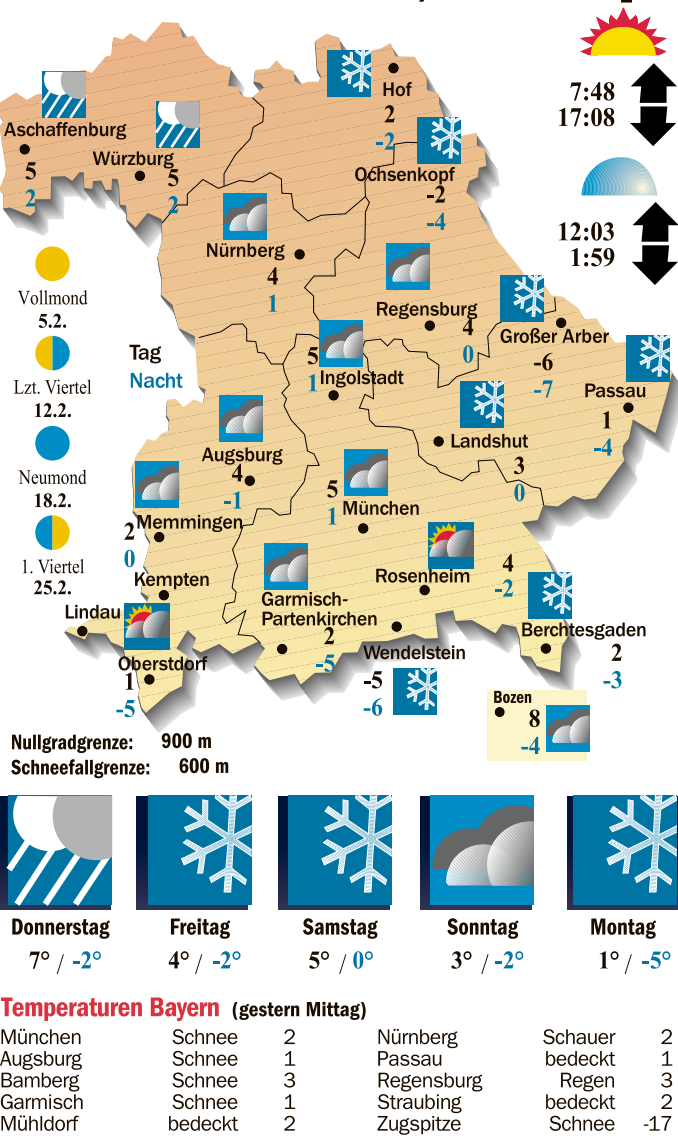 7:48
17:08
12:03
1:59
Hof
2
-2
Aschaffenburg
5
2
Würzburg
5
2
Ochsenkopf
-2
-4
Nürnberg
4
1
Vollmond
5.2.
Lzt. Viertel
12.2.
Neumond
18.2.
1. Viertel
25.2.
Tag
Nacht
Regensburg
4
0
Großer Arber
-6
-7
5
1
Ingolstadt
Passau
1
-4
Landshut
3
0
Augsburg
4
-1
5
1
München
Memmingen
2
0
Kempten
Rosenheim
4
-2
Garmisch-
Partenkirchen
2
-5
Lindau
Oberstdorf
1
-5
Wendelstein
-5
-6
Berchtesgaden
2
-3
Bozen
8
-4
Nullgradgrenze: 900 m
Schneefallgrenze: 600 m
Donnerstag Freitag Samstag Sonntag Montag
7° / -2° 4° / -2° 5° / 0° 3° / -2° 1° / -5°
Temperaturen Bayern (gestern Mittag)
München Schnee 2 Nürnberg Schauer 2
Augsburg Schnee 1 Passau bedeckt 1
Bamberg Schnee 3 Regensburg Regen 3
Garmisch Schnee 1 Straubing bedeckt 2
Mühldorf bedeckt 2 Zugspitze Schnee -17